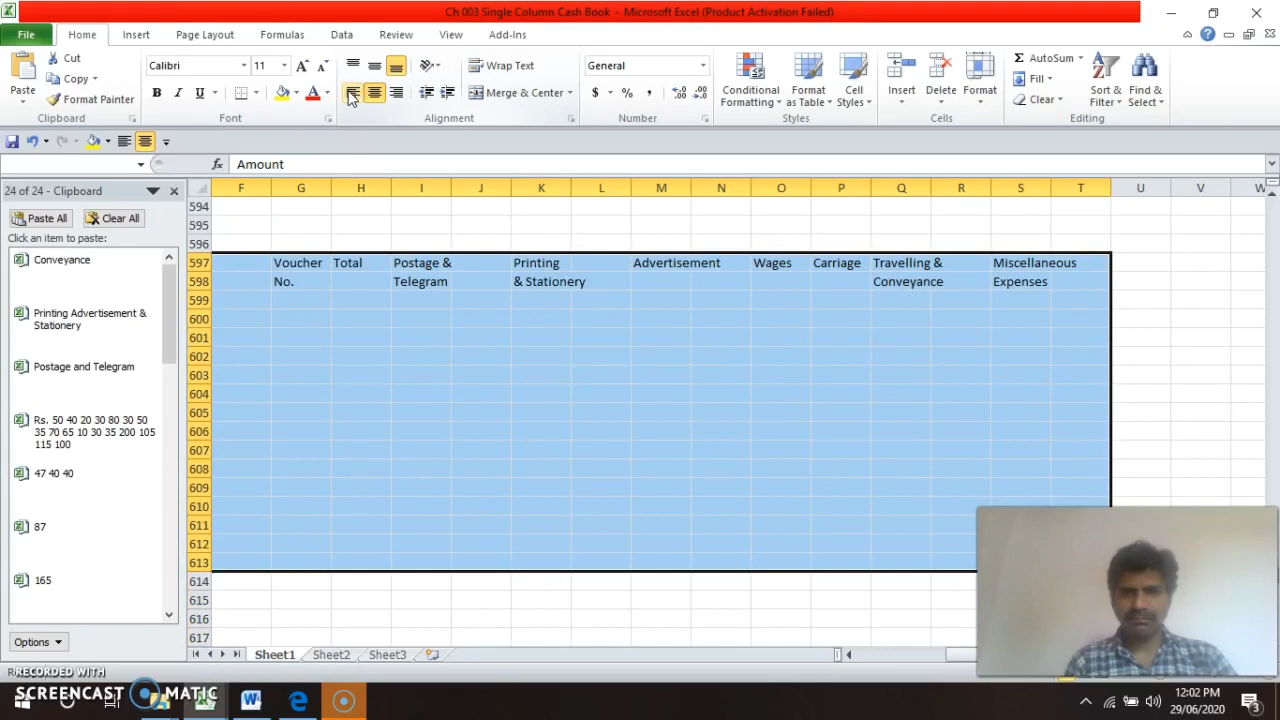 Ch 003 Single Column Cash Book - Microsoft Excel (Product Activation Failed)
File Home Insert Page Layout Formulas Data Review View Add-Ins
Cut
Copy
Format Painter
Paste
Clipboard
Calibri 11
B I U
Font
Wrap Text
Merge & Center
Alignment
General
$ % ,
Number
Conditional Formatting
Format as Table
Cell Styles
Styles
Insert Delete Format
Cells
AutoSum
Fill
Clear
Sort & Filter
Find & Select
Editing
fx Amount
24 of 24 - Clipboard
Paste All Clear All
Click an item to paste:
Conveyance
Printing Advertisement &
Stationery
Postage and Telegram
Rs. 50 40 20 30 80 30 50
35 70 65 10 30 35 200 105
115 100
47 40 40
87
165
Options
F G H I J K L M N O P Q R S T U V W
594
595
596
597 Voucher Total Postage & Printing Advertisement Wages Carriage Travelling & Miscellaneous
598 No. Telegram & Stationery Conveyance Expenses
599
600
601
602
603
604
605
606
607
608
609
610
611
612
613
614
615
616
617
Sheet1 Sheet2 Sheet3
RECORDED WITH
SCREENCAST MATIC
12:02 PM
29/06/2020
3